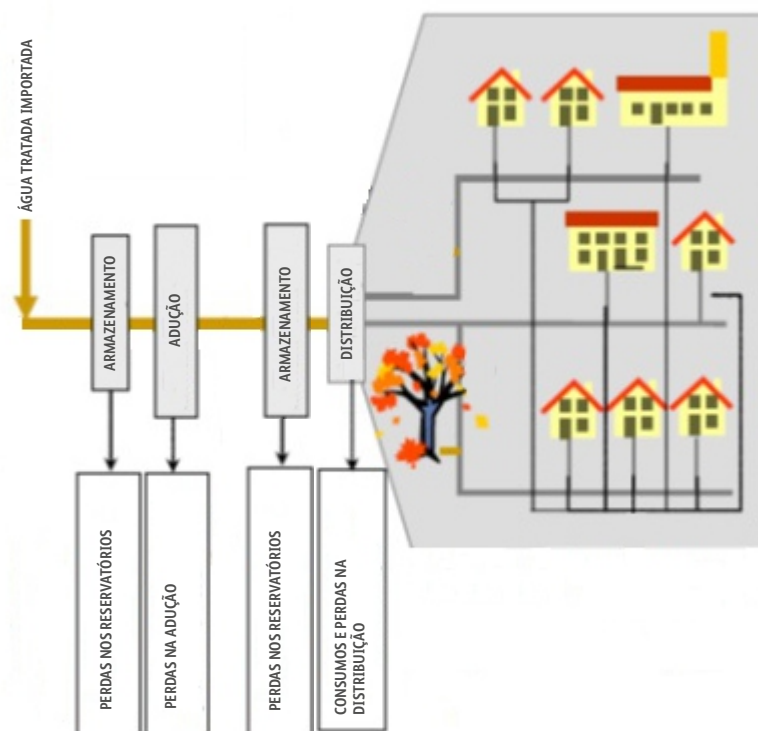 ÁGUA TRATADA IMPORTADA
ARMAZENAMENTO
ADUÇÃO
ARMAZENAMENTO
DISTRIBUIÇÃO
PERDAS NOS RESERVATÓRIOS
PERDAS NA ADUÇÃO
PERDAS NOS RESERVATÓRIOS
CONSUMOS E PERDAS NA
DISTRIBUIÇÃO